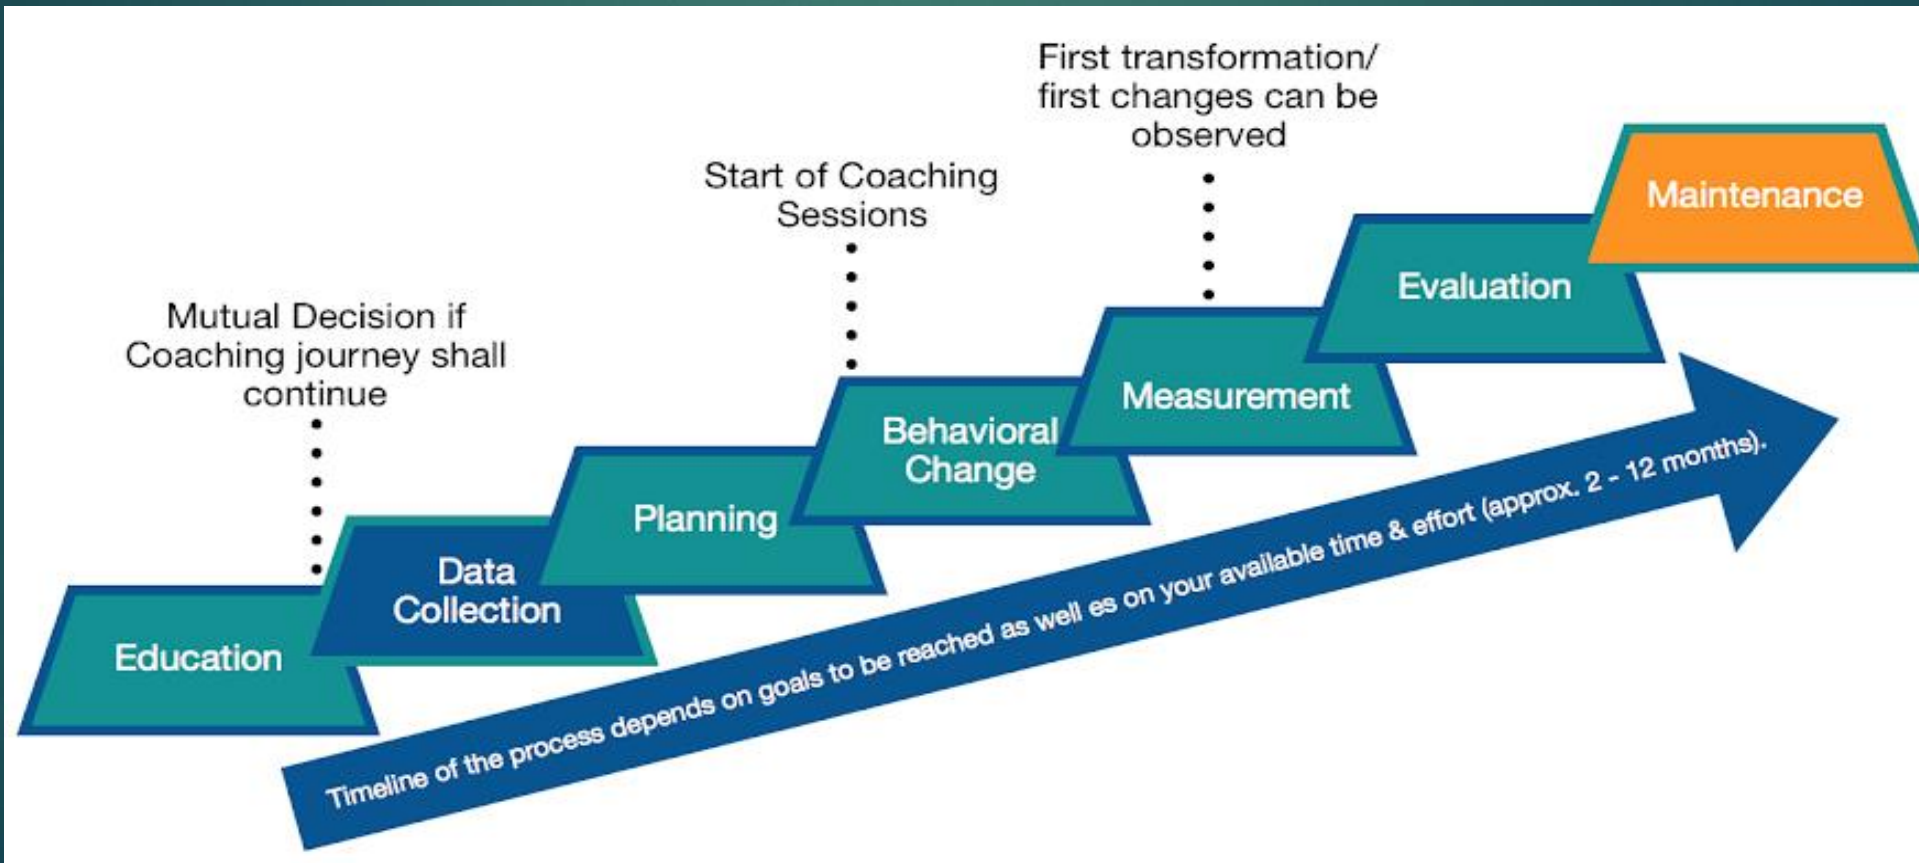 First transformation/
first changes can be
observed
Start of Coaching
Sessions
Mutual Decision if
Coaching journey shall
continue
Education
Data
Collection
Planning
Behavioral
Change
Measurement
Evaluation
Maintenance
Timeline of the process depends on goals to be reached as well es on your available time & effort (approx. 2 - 12 months).